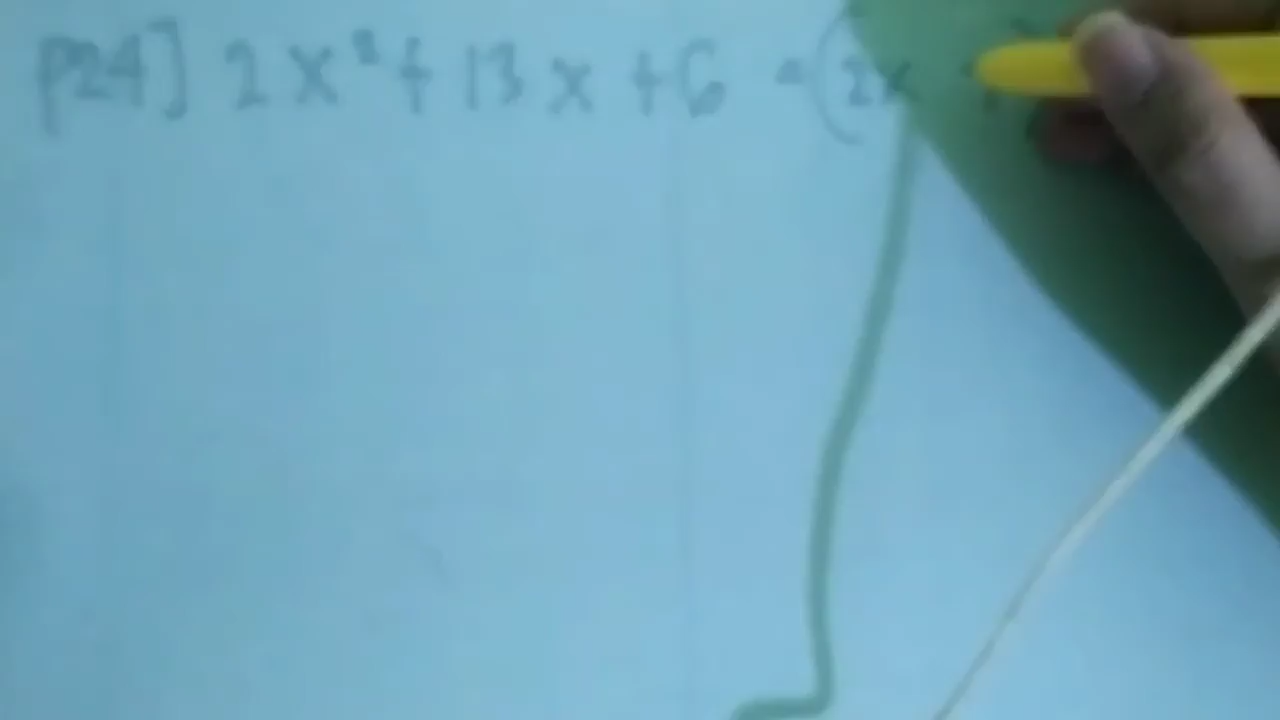 P24] 2x² + 13x + 6 = (2x +